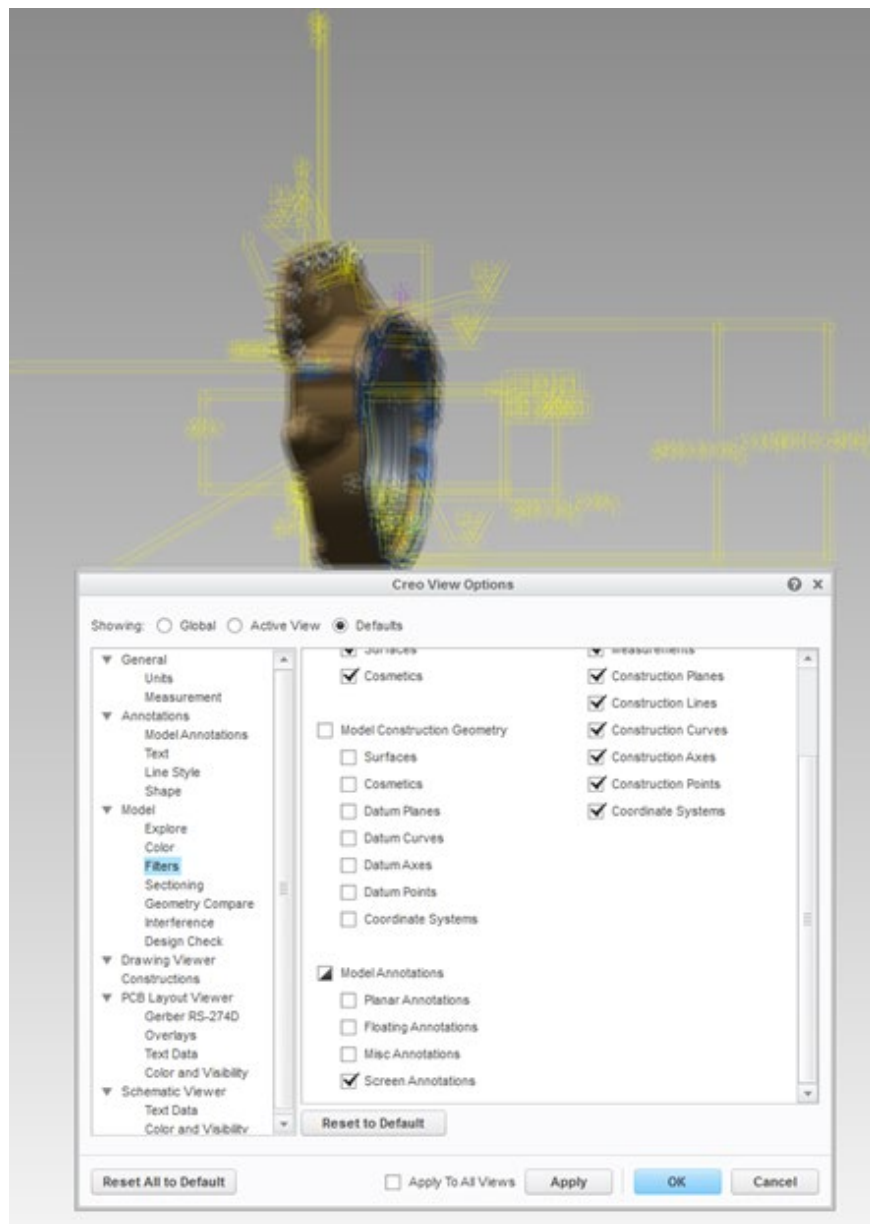 Creo View Options
Showing: Global Active View Defaults
General
Units
Measurement
Annotations
Model Annotations
Text
Line Style
Shape
Model
Explore
Color
Filters
Sectioning
Geometry Compare
Interference
Design Check
Drawing Viewer
Constructions
PCB Layout Viewer
Gerber RS-274D
Overlays
Text Data
Color and Visibility
Schematic Viewer
Text Data
Color and Visibility
Surfaces
Cosmetics
Model Construction Geometry
Surfaces
Cosmetics
Datum Planes
Datum Curves
Datum Axes
Datum Points
Coordinate Systems
Model Annotations
Planar Annotations
Floating Annotations
Misc Annotations
Screen Annotations
Measurements
Construction Planes
Construction Lines
Construction Curves
Construction Axes
Construction Points
Coordinate Systems
Reset to Default
Reset All to Default
Apply To All Views
Apply
OK
Cancel